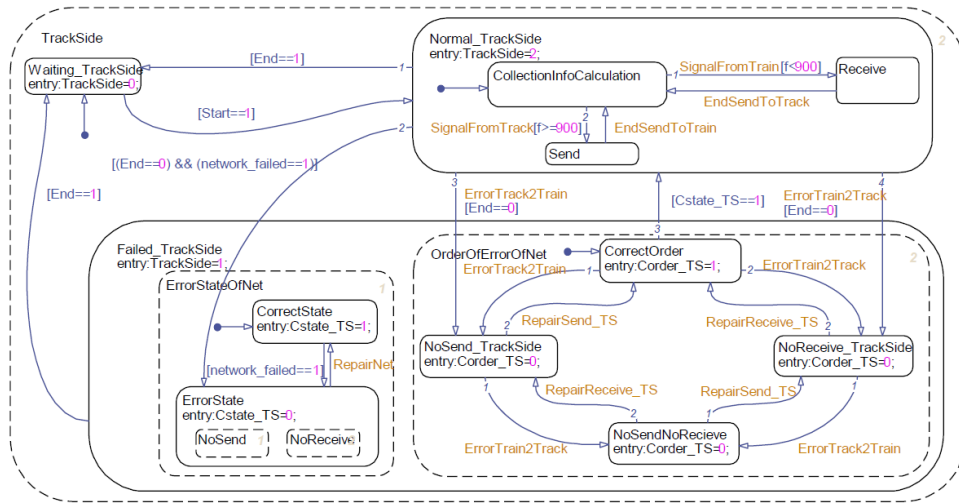 TrackSide
2
Normal_TrackSide
entry:TrackSide=2;
Waiting_TrackSide
entry:TrackSide=0;
[End==1]
1
CollectionInfoCalculation
1
SignalFromTrain[f<900]
Receive
EndSendToTrack
[Start==1]
2
2
SignalFromTrack[f>=900]
EndSendToTrain
Send
[(End==0) && (network_failed==1)]
[End==1]
3
ErrorTrack2Train
[End==0]
[Cstate_TS==1]
4
ErrorTrain2Track
[End==0]
3
Failed_TrackSide
entry:TrackSide=1;
OrderOfErrorOfNet
2
CorrectOrder
entry:Corder_TS=1;
ErrorTrack2Train
1
2
ErrorTrain2Track
ErrorStateOfNet
1
CorrectState
entry:Cstate_TS=1;
RepairSend_TS
RepairReceive_TS
2
2
NoSend_TrackSide
entry:Corder_TS=0;
NoReceive_TrackSide
entry:Corder_TS=0;
[network_failed==1]
RepairNet
1
1
RepairReceive_TS
RepairSend_TS
ErrorState
entry:Cstate_TS=0;
2
1
NoSend
1
NoReceive
NoSendNoRecieve
entry:Corder_TS=0;
ErrorTrain2Track
ErrorTrack2Train